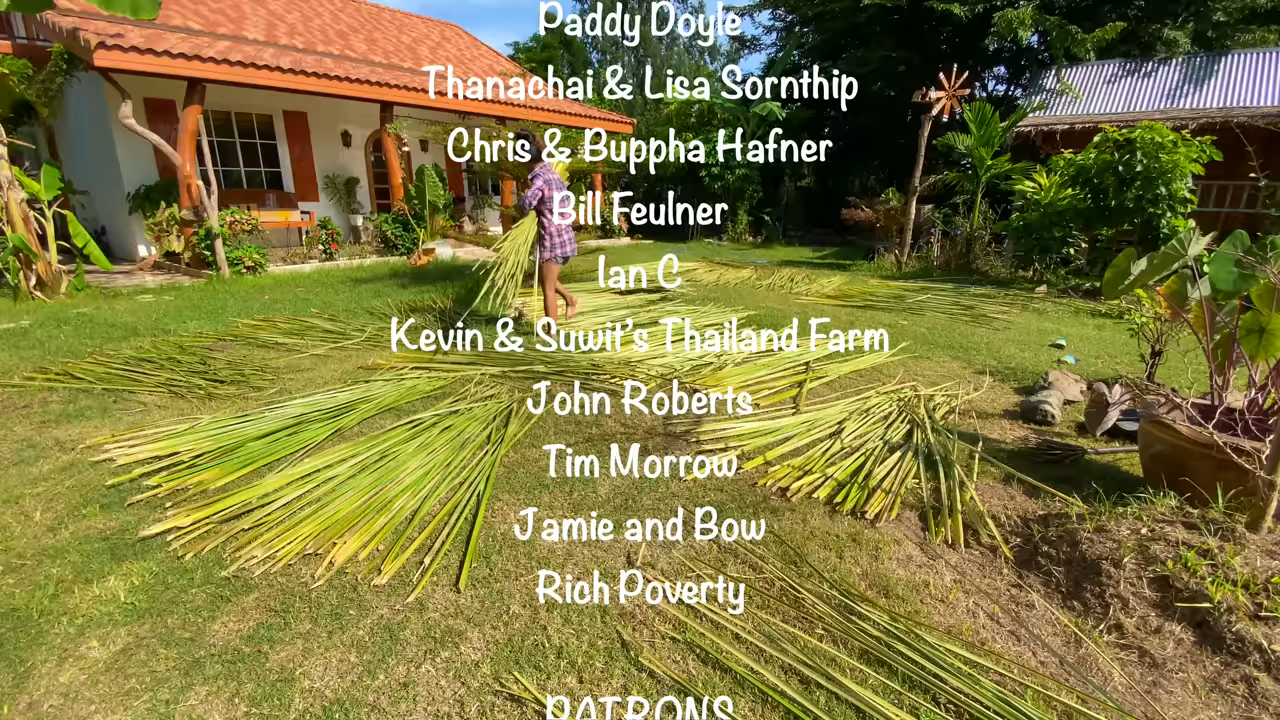 Paddy Doyle
Thanachai & Lisa Sornthip
Chris & Buppha Hafner
Bill Feulner
Ian C
Kevin & Suwit's Thailand Farm
John Roberts
Tim Morrow
Jamie and Bow
Rich Poverty
PATRONS